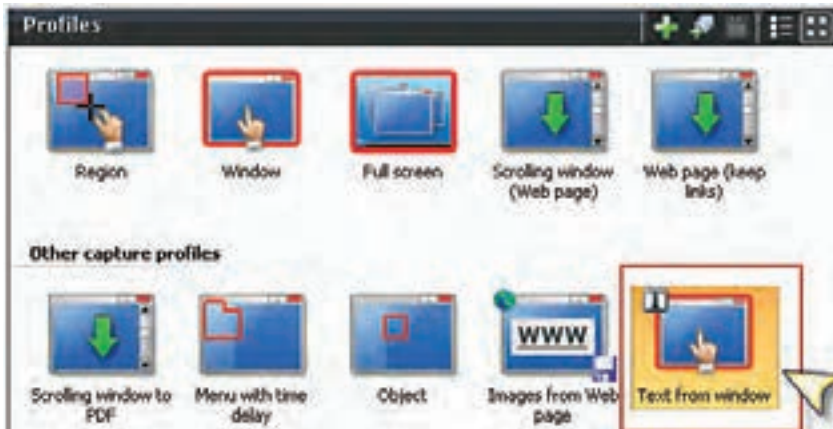 Profiles
Region
Window
Full screen
Scrolling window
(Web page)
Web page (keep
links)
Other capture profiles
Scrolling window to
PDF
Menu with time
delay
Object
WWW
Images from Web
page
Text from window